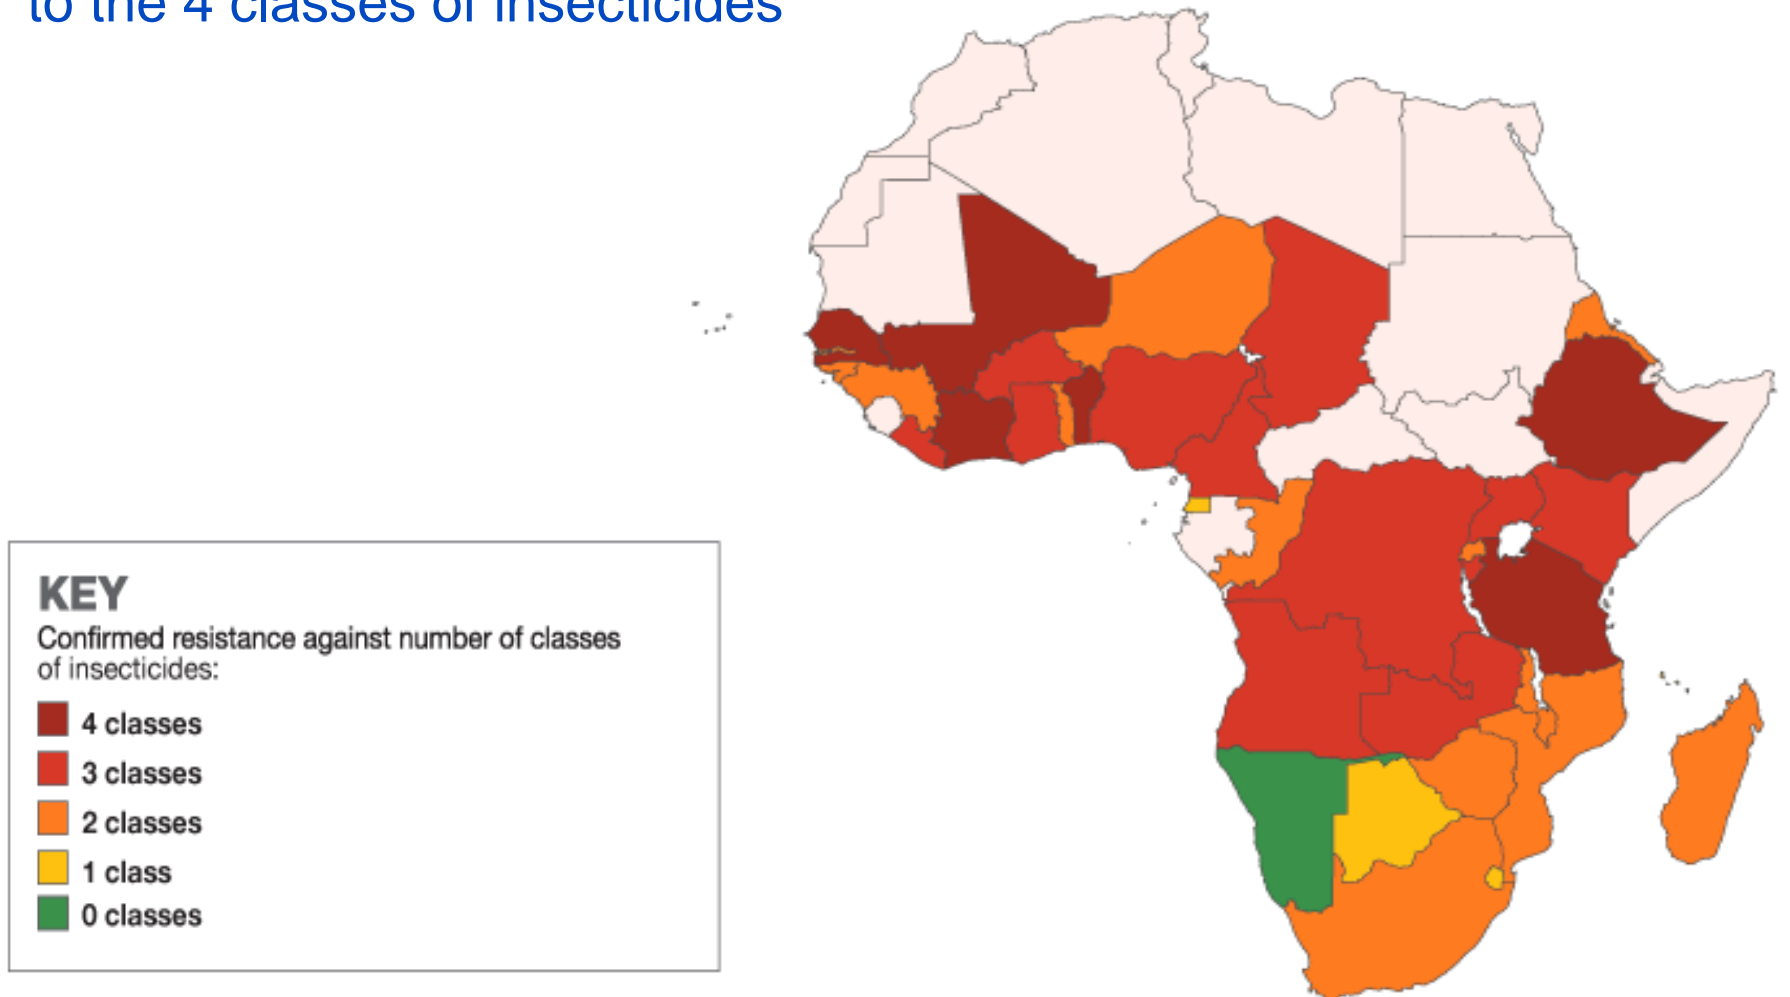 to the 4 classes of insecticides
KEY
Confirmed resistance against number of classes
of insecticides:
4 classes
3 classes
2 classes
1 class
0 classes